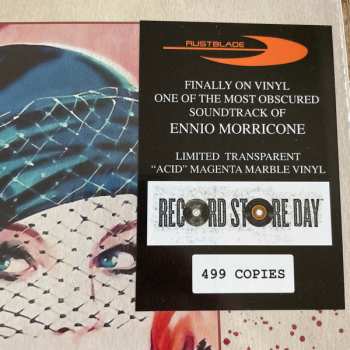 RUSTBLADE
FINALLY ON VINYL
ONE OF THE MOST OBSCURED
SOUNDTRACK OF
ENNIO MORRICONE
LIMITED TRANSPARENT
"ACID" MAGENTA MARBLE VINYL
RECORD STORE DAY
499 COPIES